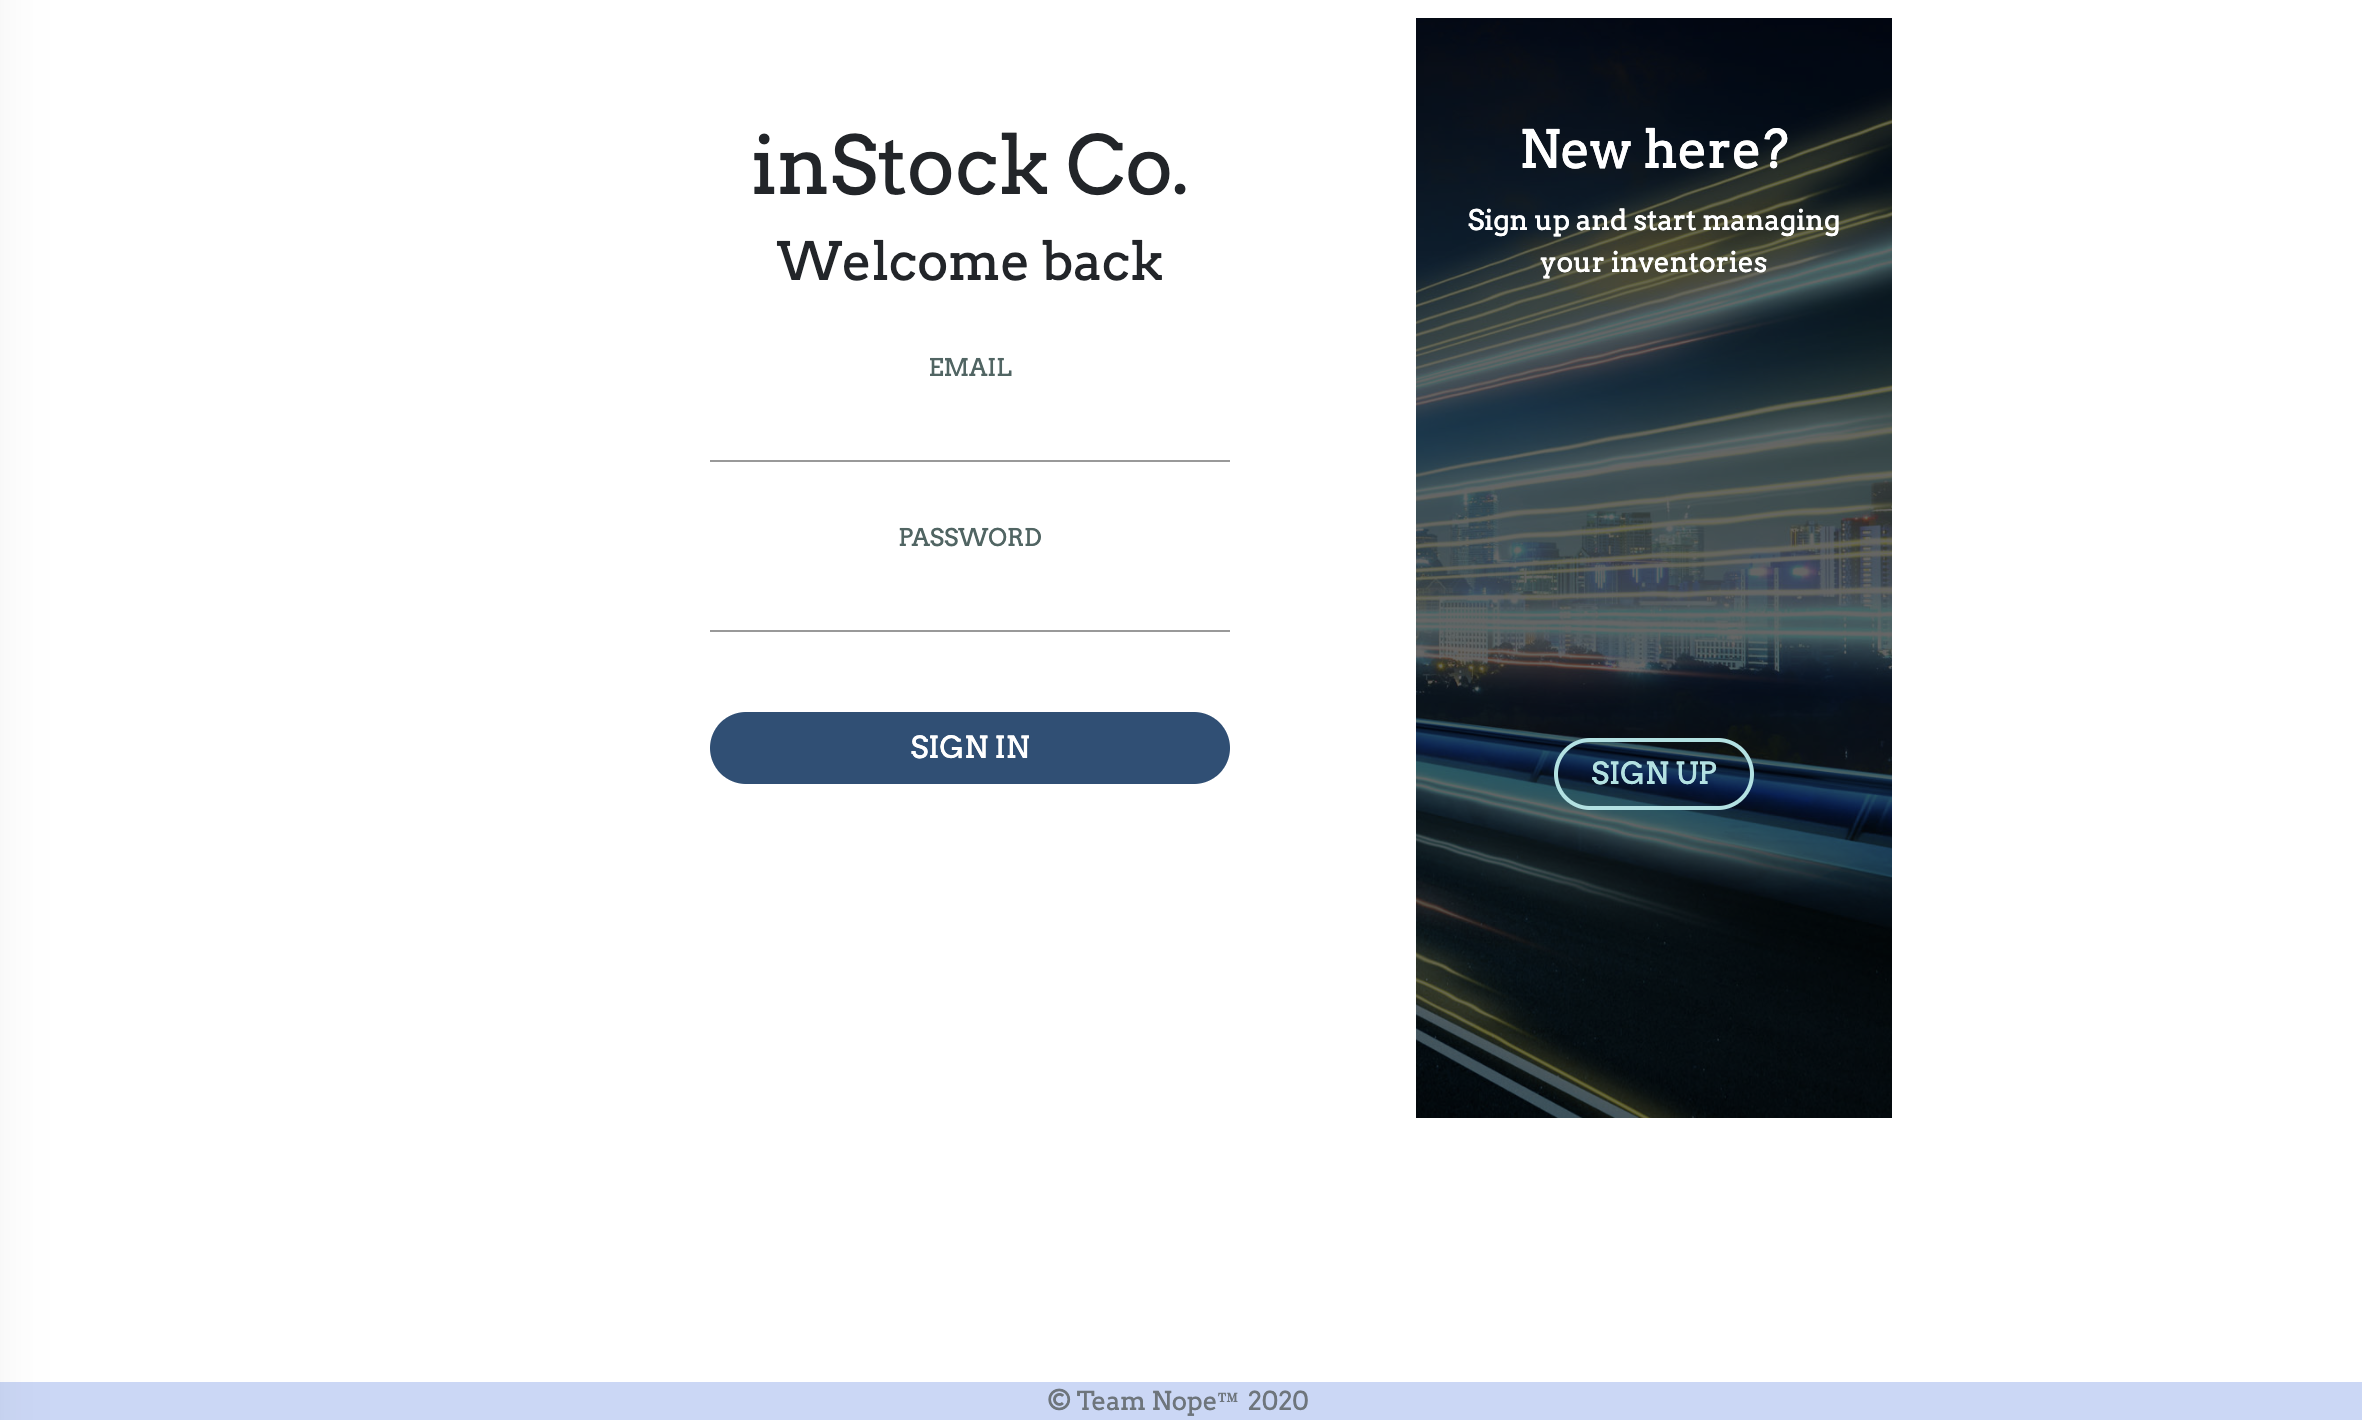 inStock Co.
Welcome back
EMAIL
PASSWORD
SIGN IN
New here?
Sign up and start managing
your inventories
SIGN UP
© Team Nope™ 2020